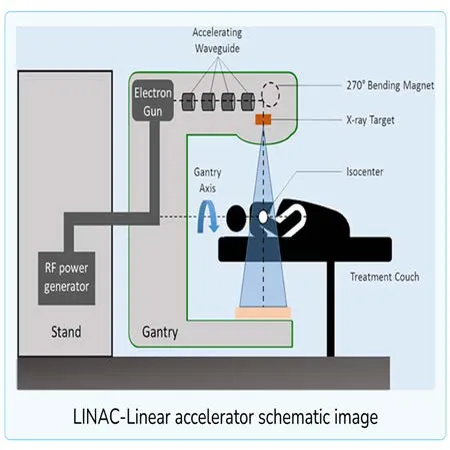 Accelerating
Waveguide
Electron
Gun
270° Bending Magnet
X-ray Target
Gantry
Axis
Isocenter
RF power
generator
Treatment Couch
Stand
Gantry
LINAC-Linear accelerator schematic image